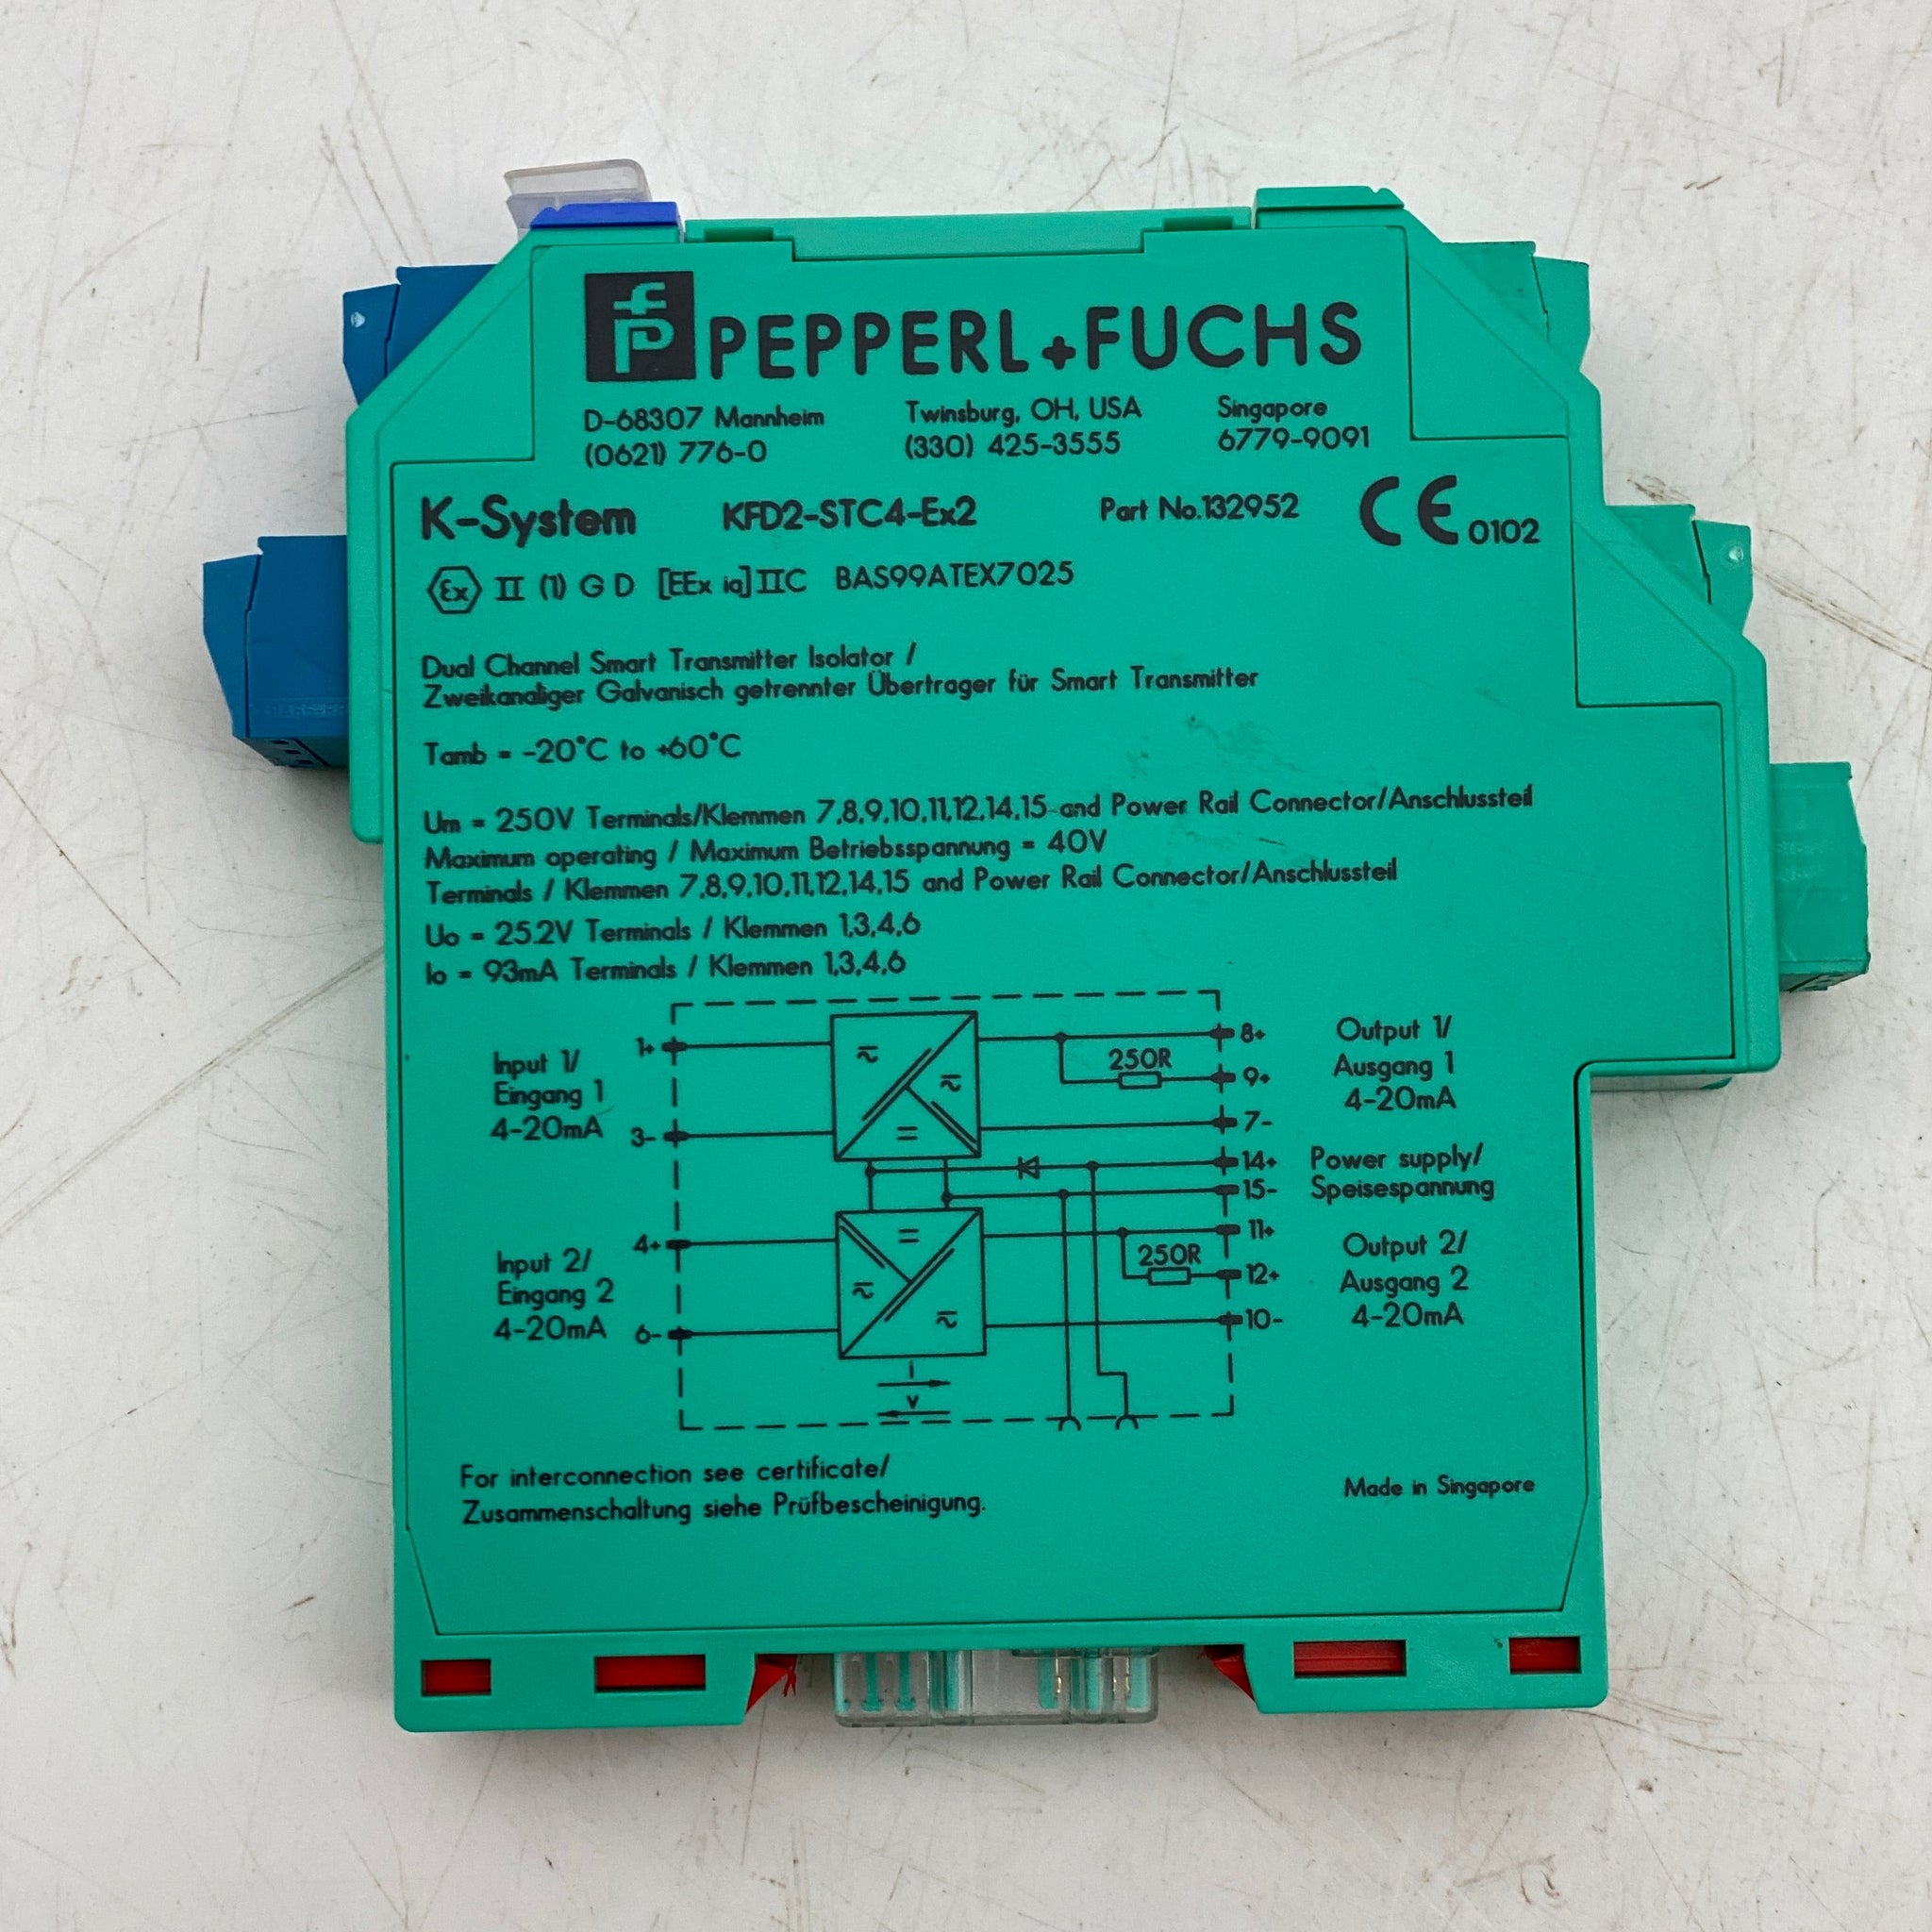 fP PEPPERL+FUCHS
D-68307 Mannheim Twinsburg, OH, USA Singapore
(0621) 776-0 (330) 425-3555 6779-9091
K-System KFD2-STC4-Ex2 Part No.132952 CE 0102
Ex II (1) G D [EEx ia] IIC BAS99ATEX7025
Dual Channel Smart Transmitter Isolator /
Zweikanaliger Galvanisch getrennter Übertrager für Smart Transmitter
Tamb = -20°C to +60°C
Um = 250V Terminals/Klemmen 7,8,9,10,11,12,14,15 and Power Rail Connector/Anschlussteil
Maximum operating / Maximum Betriebsspannung = 40V
Terminals / Klemmen 7,8,9,10,11,12,14,15 and Power Rail Connector/Anschlussteil
Uo = 25.2V Terminals / Klemmen 1,3,4,6
Io = 93mA Terminals / Klemmen 1,3,4,6
Input 1/
Eingang 1
4-20mA
1+
3-
250R
8+
9+
7-
Output 1/
Ausgang 1
4-20mA
14+
15-
Power supply/
Speisespannung
Input 2/
Eingang 2
4-20mA
4+
6-
250R
11+
12+
10-
Output 2/
Ausgang 2
4-20mA
i
v
For interconnection see certificate/
Zusammenschaltung siehe Prüfbescheinigung.
Made in Singapore